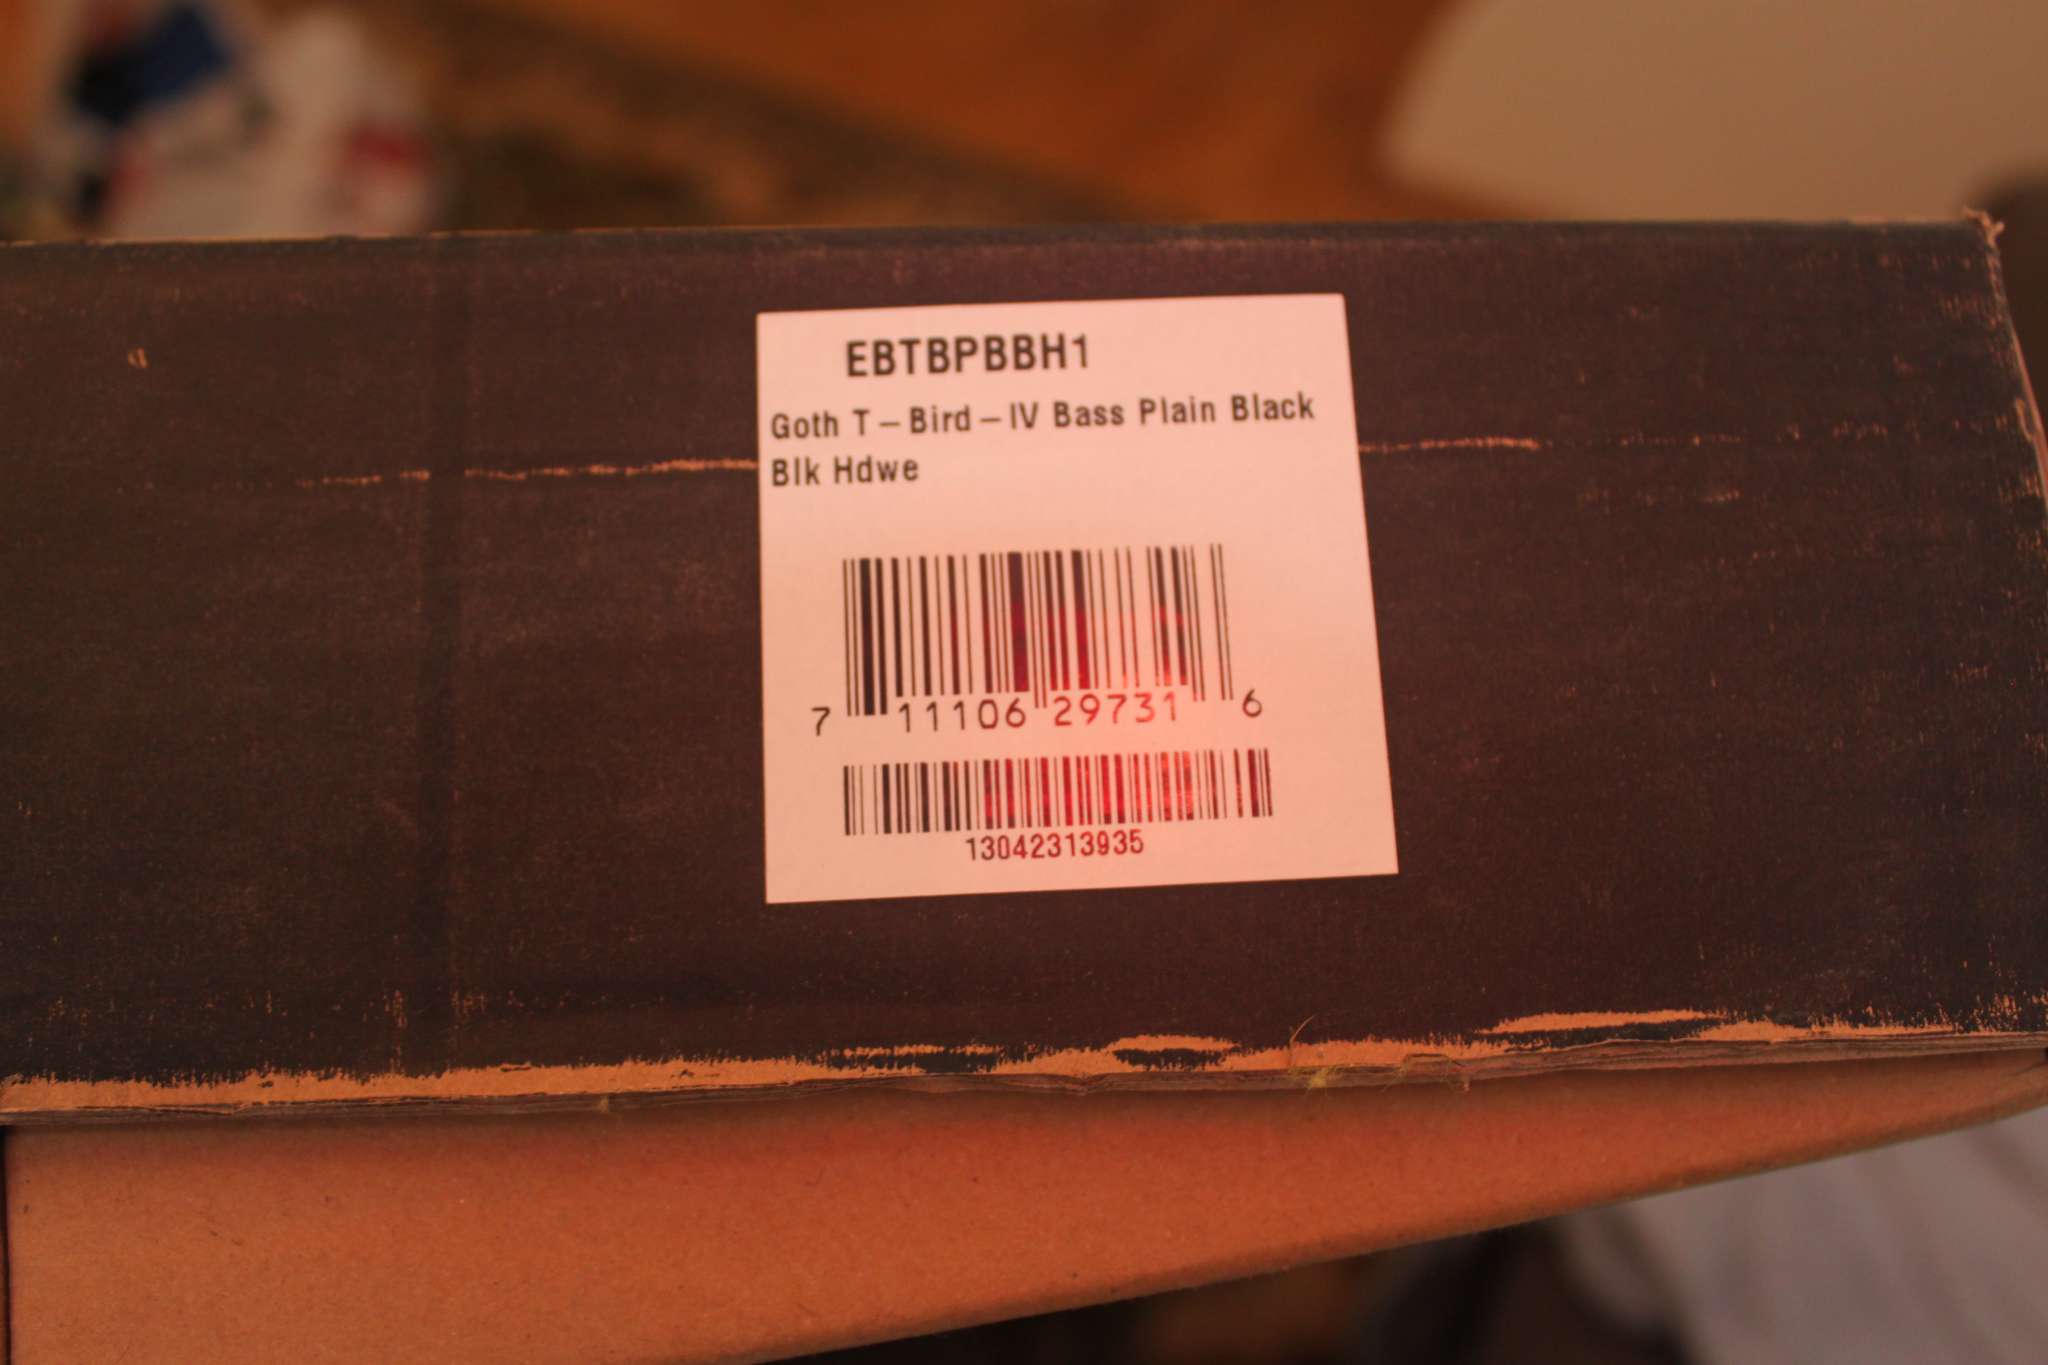 EBTBPBBH1
Goth T-Bird-IV Bass Plain Black
Blk Hdwe
7 11106 29731 6
13042313935